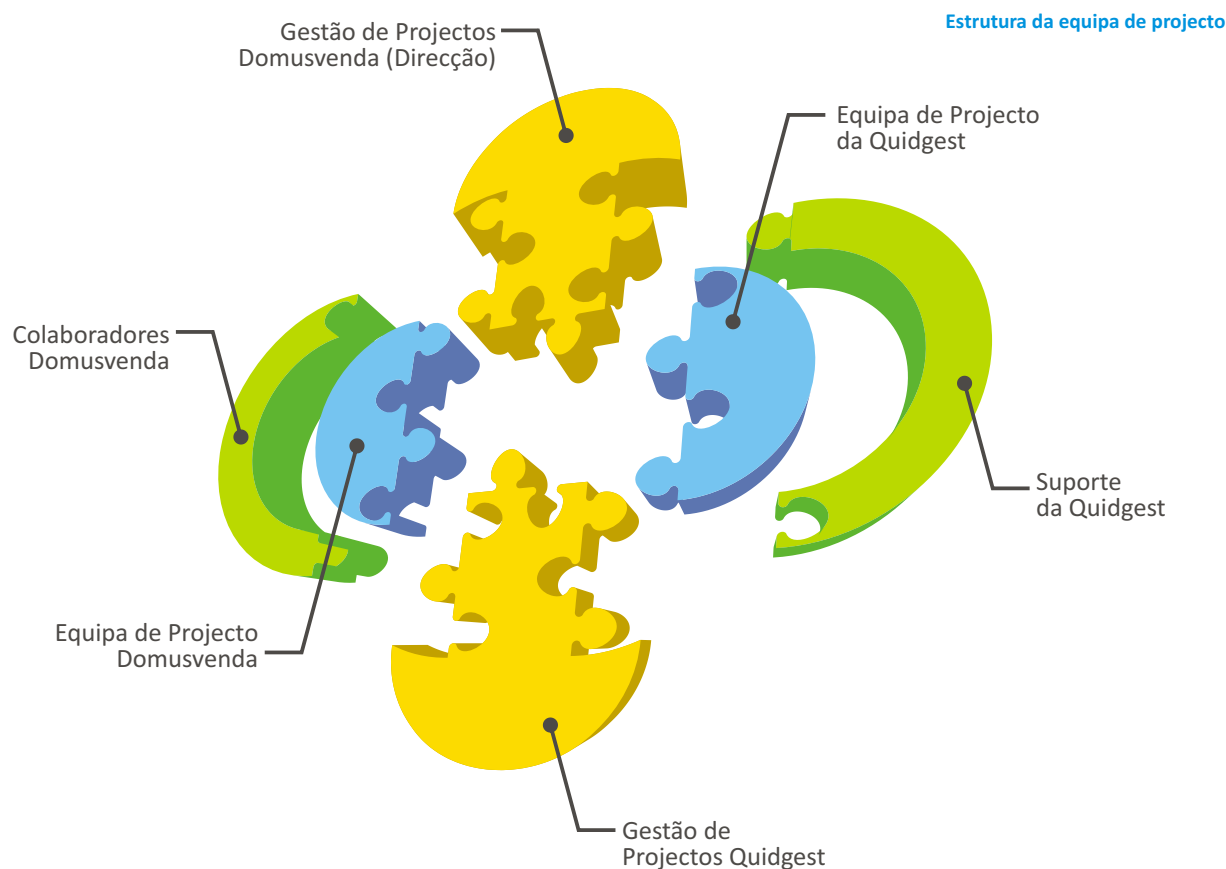 Estrutura da equipa de projecto
Gestão de Projectos
Domusvenda (Direcção)
Equipa de Projecto
da Quidgest
Colaboradores
Domusvenda
Suporte
da Quidgest
Equipa de Projecto
Domusvenda
Gestão de
Projectos Quidgest